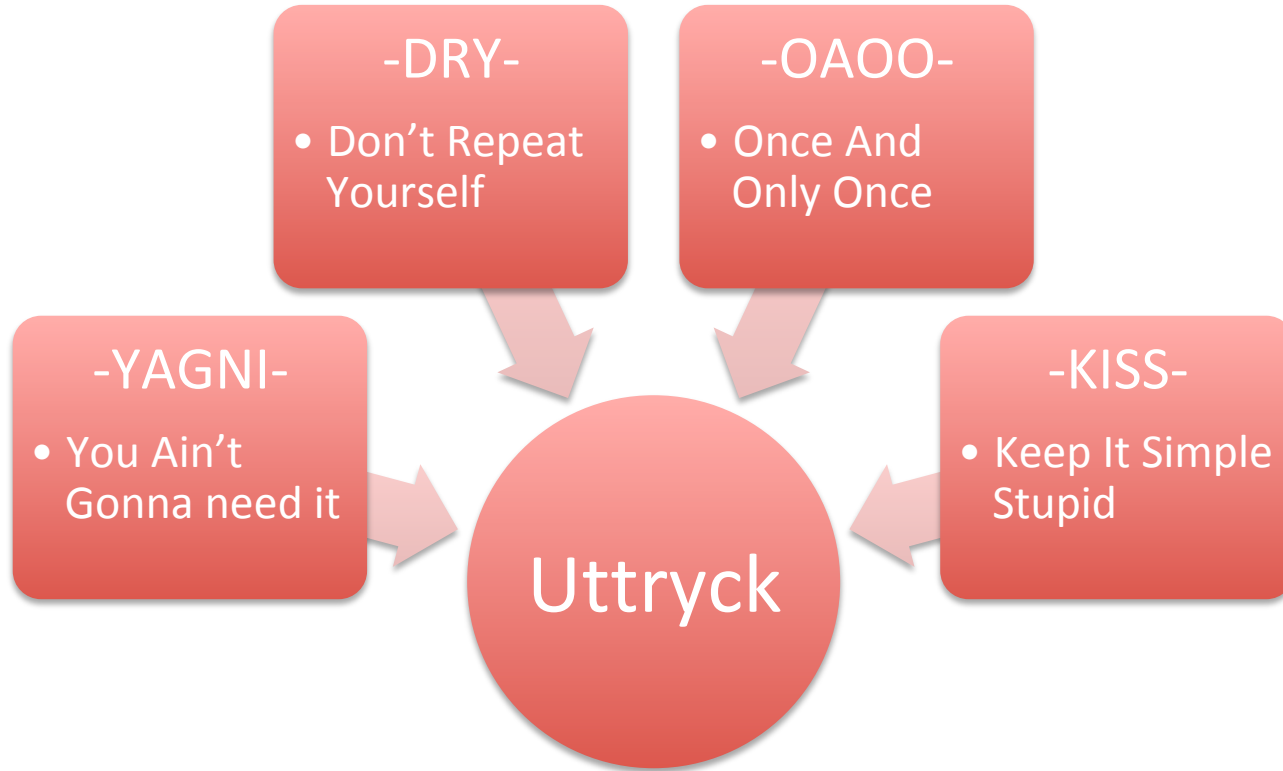 -DRY-
• Don’t Repeat
Yourself
-OAOO-
• Once And
Only Once
-YAGNI-
• You Ain’t
Gonna need it
-KISS-
• Keep It Simple
Stupid
Uttryck